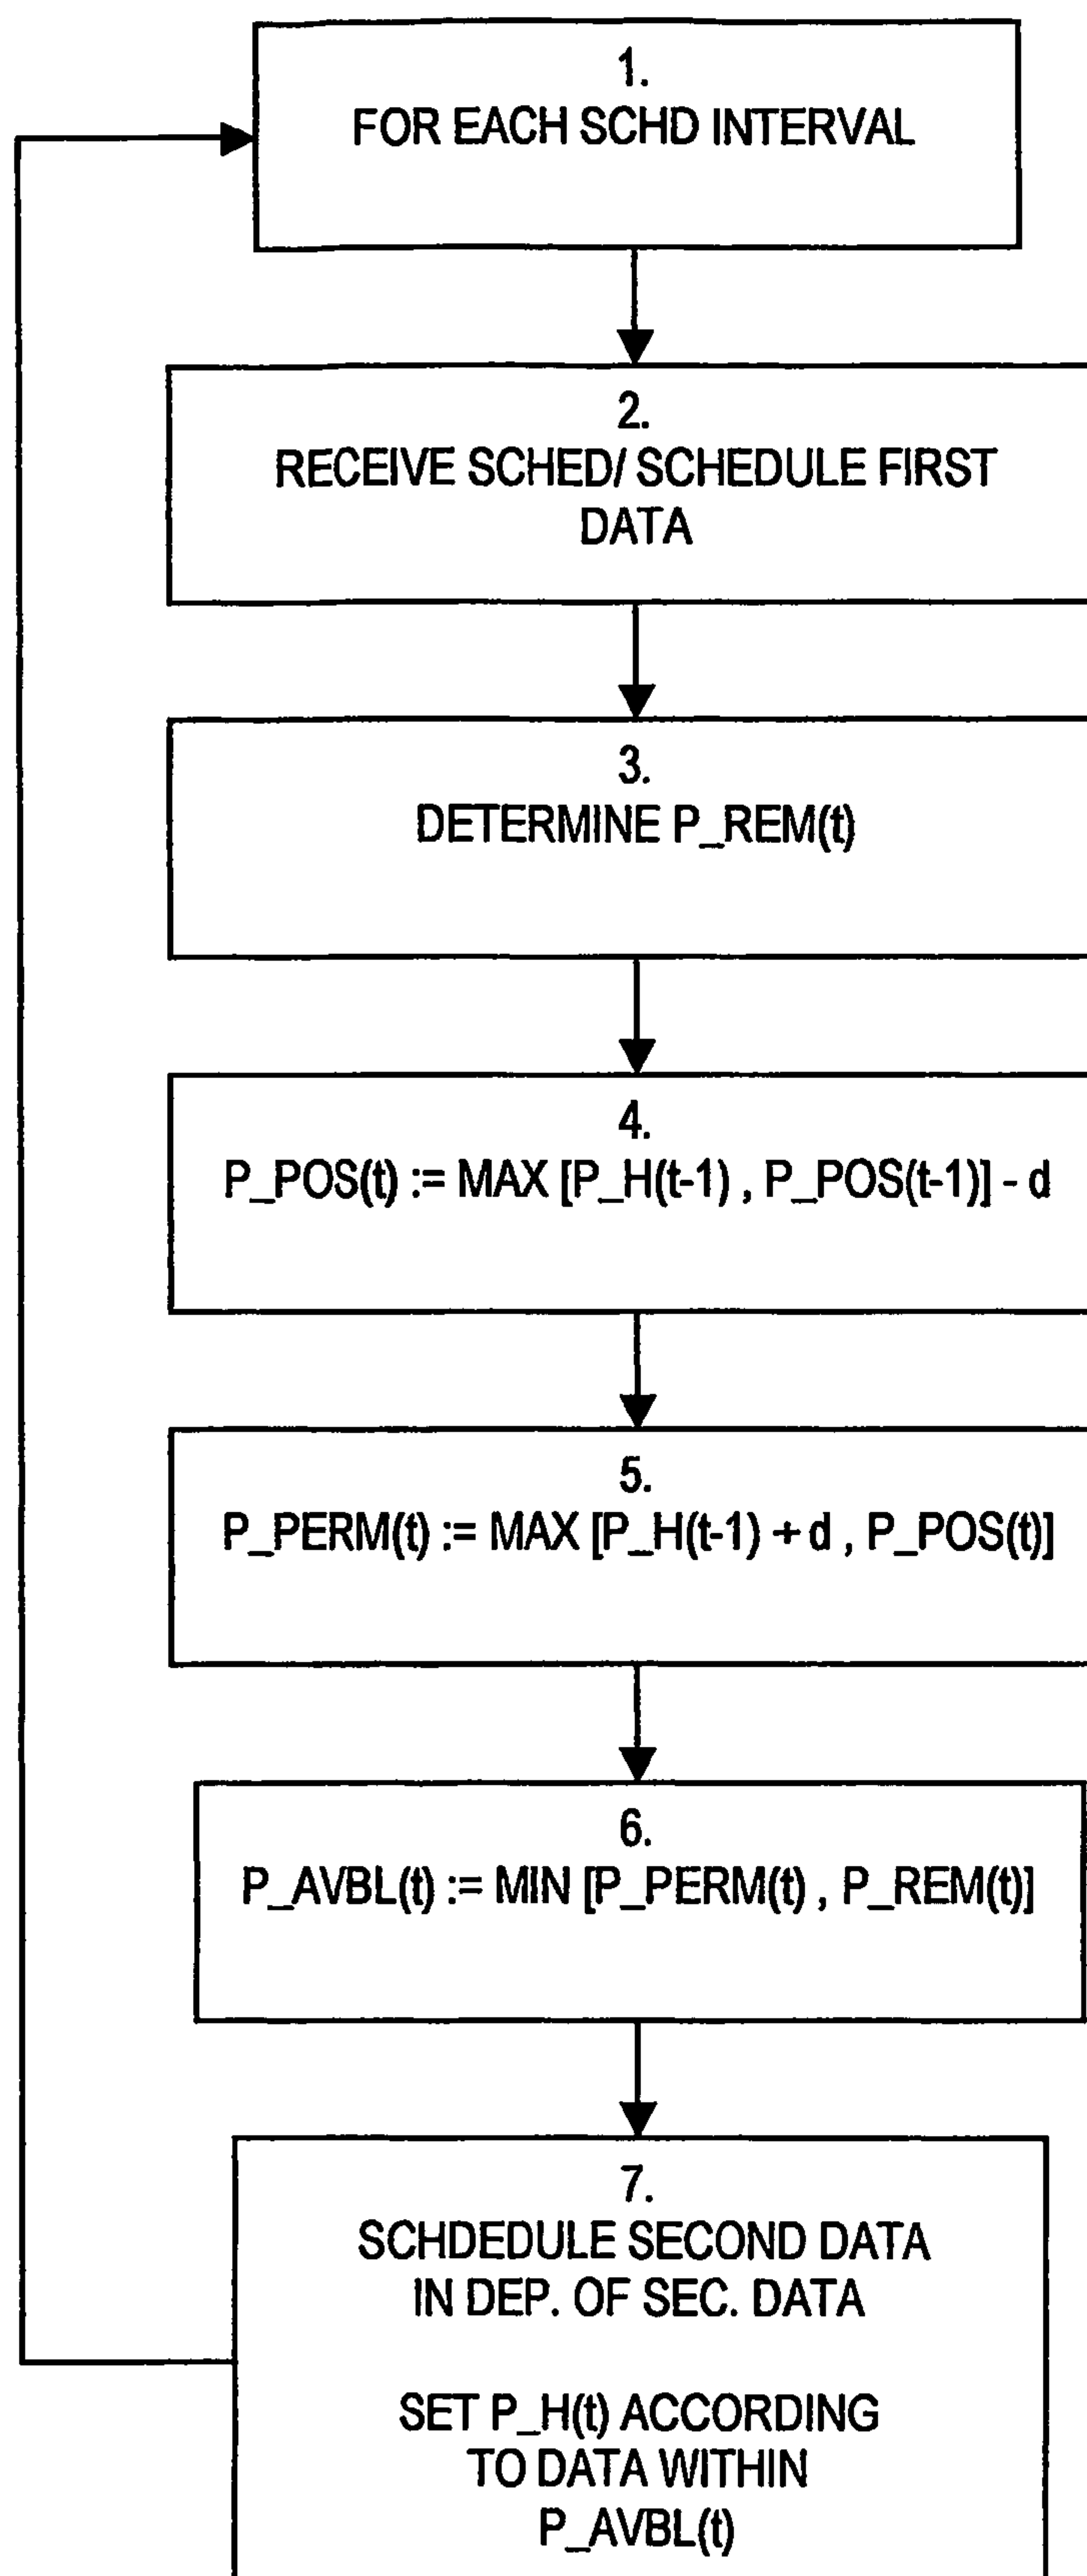 1.
FOR EACH SCHD INTERVAL
2.
RECEIVE SCHED/ SCHEDULE FIRST
DATA
3.
DETERMINE P_REM(t)
4.
P_POS(t) := MAX [P_H(t-1) , P_POS(t-1)] - d
5.
P_PERM(t) := MAX [P_H(t-1) + d , P_POS(t)]
6.
P_AVBL(t) := MIN [P_PERM(t) , P_REM(t)]
7.
SCHDEDULE SECOND DATA
IN DEP. OF SEC. DATA
SET P_H(t) ACCORDING
TO DATA WITHIN
P_AVBL(t)